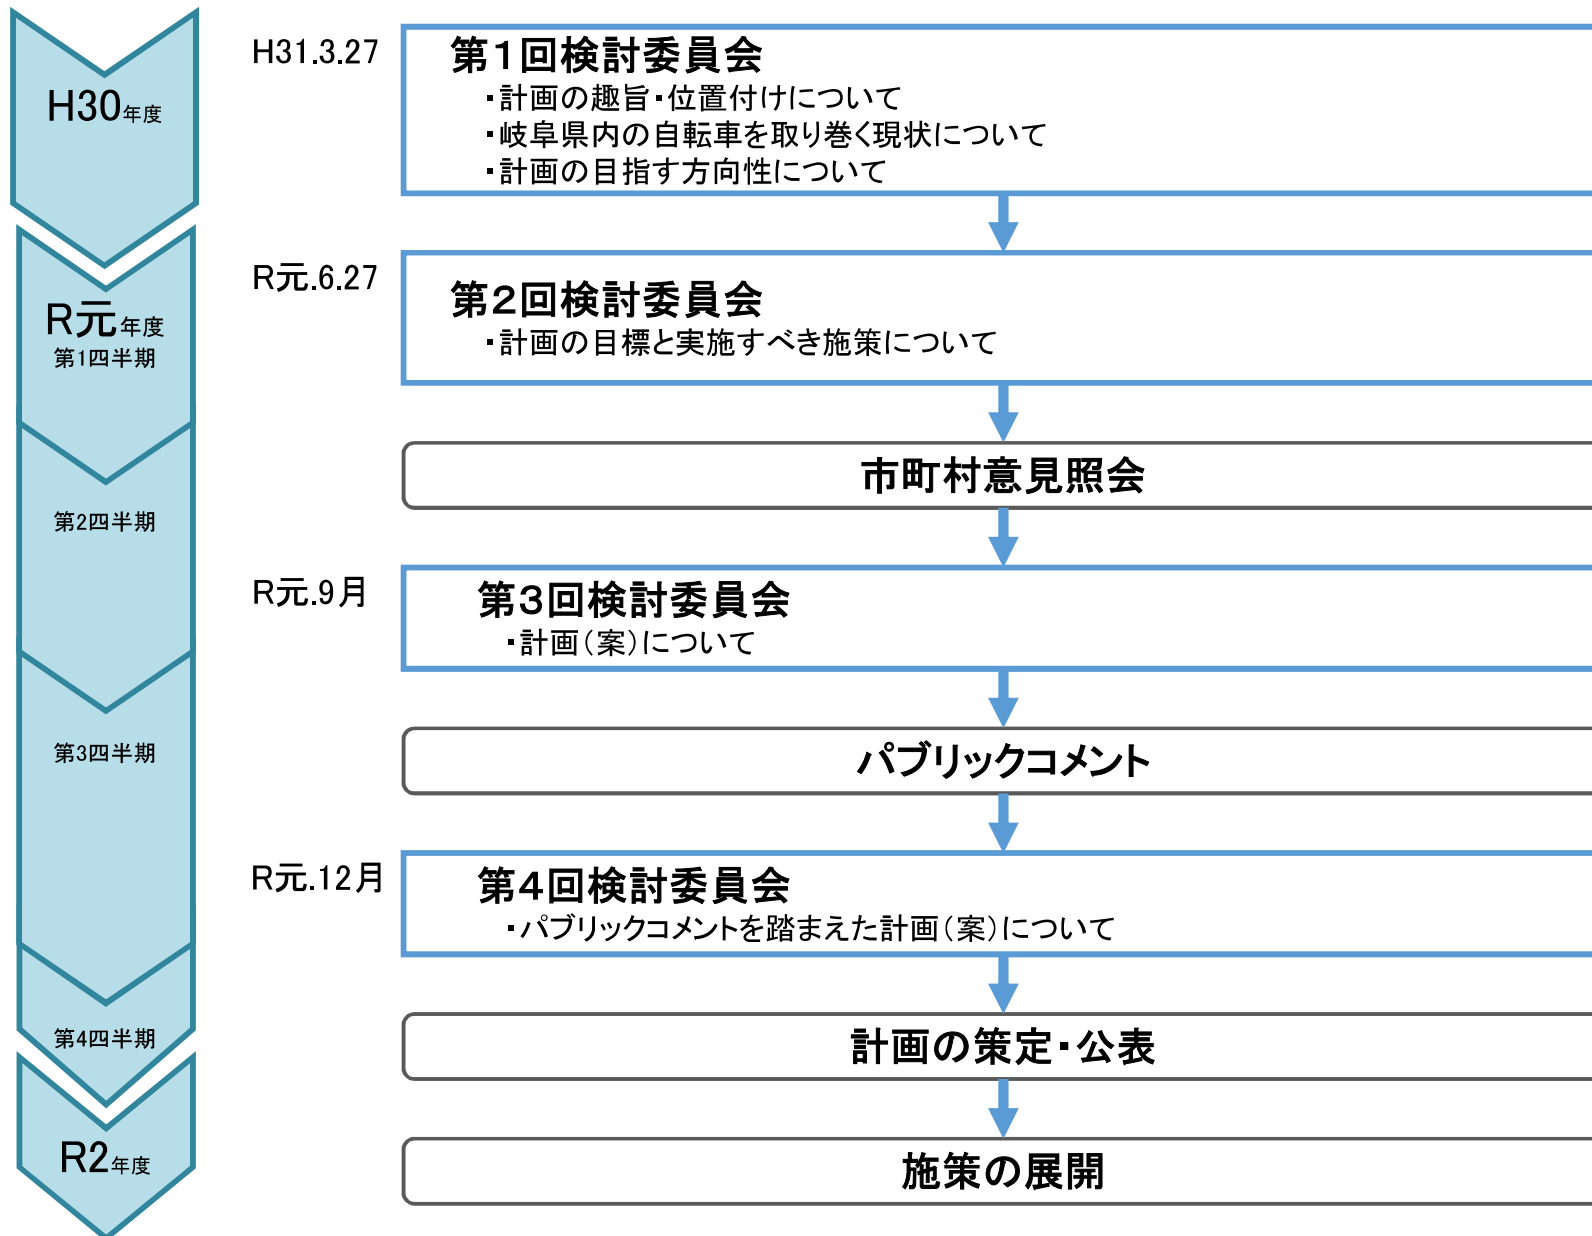 H30年度
H31.3.27
第1回検討委員会
・計画の趣旨・位置付けについて
・岐阜県内の自転車を取り巻く現状について
・計画の目指す方向性について
R元年度
第1四半期
R元.6.27
第2回検討委員会
・計画の目標と実施すべき施策について
市町村意見照会
第2四半期
R元.9月
第3回検討委員会
・計画(案)について
第3四半期
パブリックコメント
R元.12月
第4回検討委員会
・パブリックコメントを踏まえた計画(案)について
第4四半期
計画の策定・公表
R2年度
施策の展開